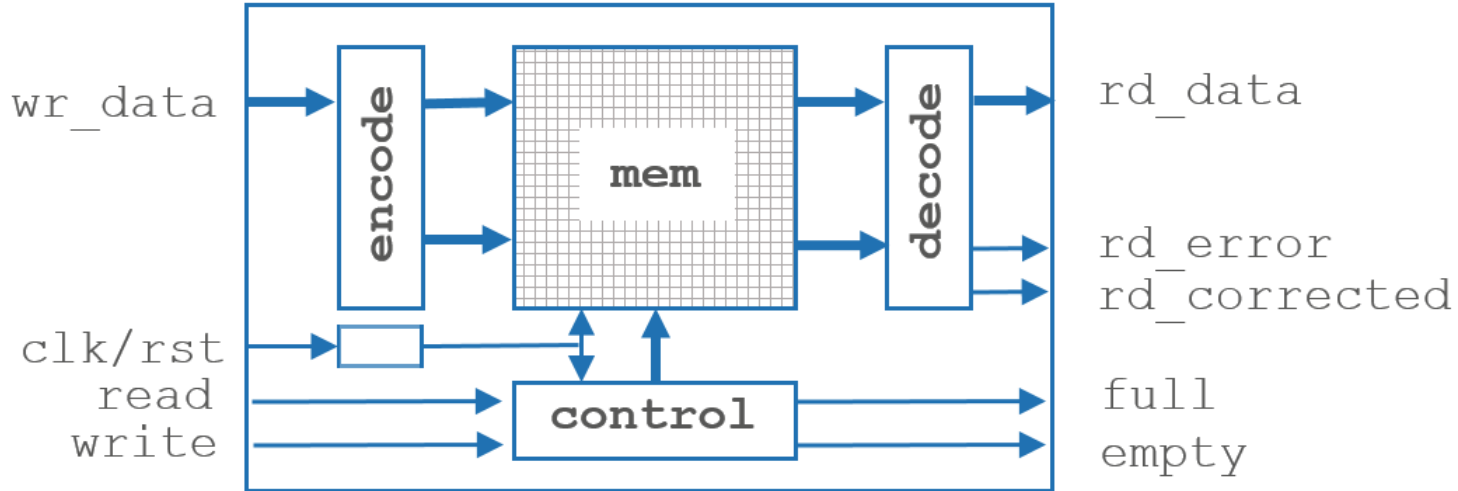 wr_data
encode
mem
decode
rd_data
rd_error
rd_corrected
clk/rst
read
write
control
full
empty